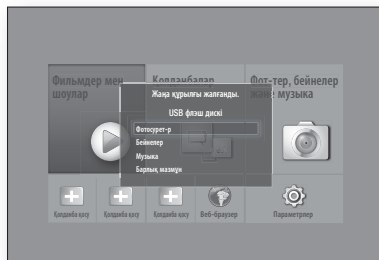 Фильмдер мен
шоулар
Қолданбалар
Фот-тер, бейнелер
және музыка
Жаңа құрылғы жалғанды.
USB флэш дискі
Фотосурет-р
Бейнелер
Музыка
Барлық мазмұн
Қолданба қосу
Қолданба қосу
Қолданба қосу
Веб-браузер
Параметрлер